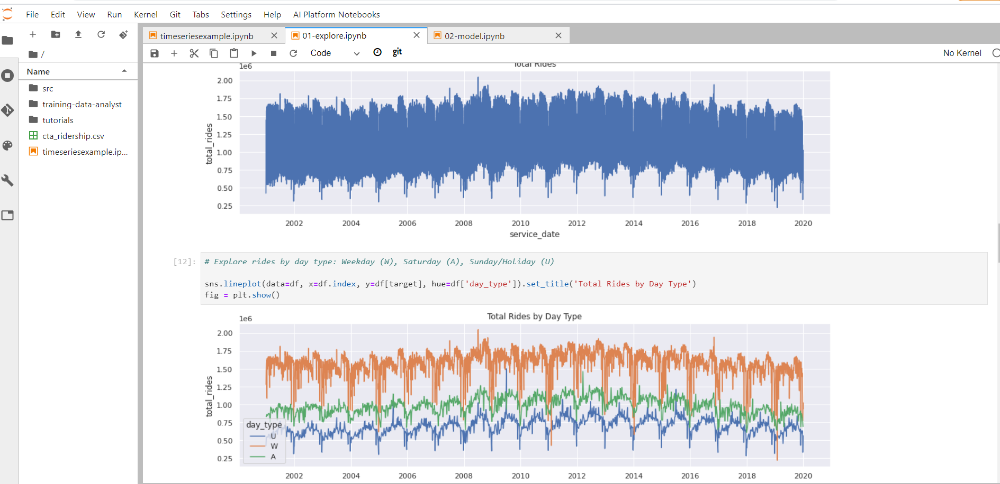 File Edit View Run Kernel Git Tabs Settings Help AI Platform Notebooks
timeseriesexample.ipynb
01-explore.ipynb
02-model.ipynb
Code
git
No Kernel
/
Name
src
training-data-analyst
tutorials
cta_ridership.csv
timeseriesexample.ip...
Total Rides
1e6
2.00
1.75
1.50
1.25
1.00
0.75
0.50
0.25
total_rides
2002 2004 2006 2008 2010 2012 2014 2016 2018 2020
service_date
[12]:
# Explore rides by day type: Weekday (W), Saturday (A), Sunday/Holiday (U)
sns.lineplot(data=df, x=df.index, y=df[target], hue=df['day_type']).set_title('Total Rides by Day Type')
fig = plt.show()
Total Rides by Day Type
1e6
2.00
1.75
1.50
1.25
1.00
0.75
0.50
0.25
total_rides
day_type
U
W
A
2002 2004 2006 2008 2010 2012 2014 2016 2018 2020